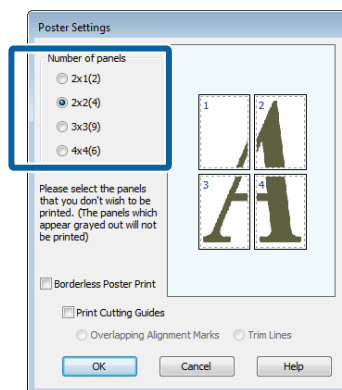 Poster Settings
Number of panels
2x1(2)
2x2(4)
3x3(9)
4x4(6)
1 2
3 4
Please select the panels
that you don't wish to be
printed. (The panels which
appear grayed out will not
be printed)
Borderless Poster Print
Print Cutting Guides
Overlapping Alignment Marks Trim Lines
OK Cancel Help